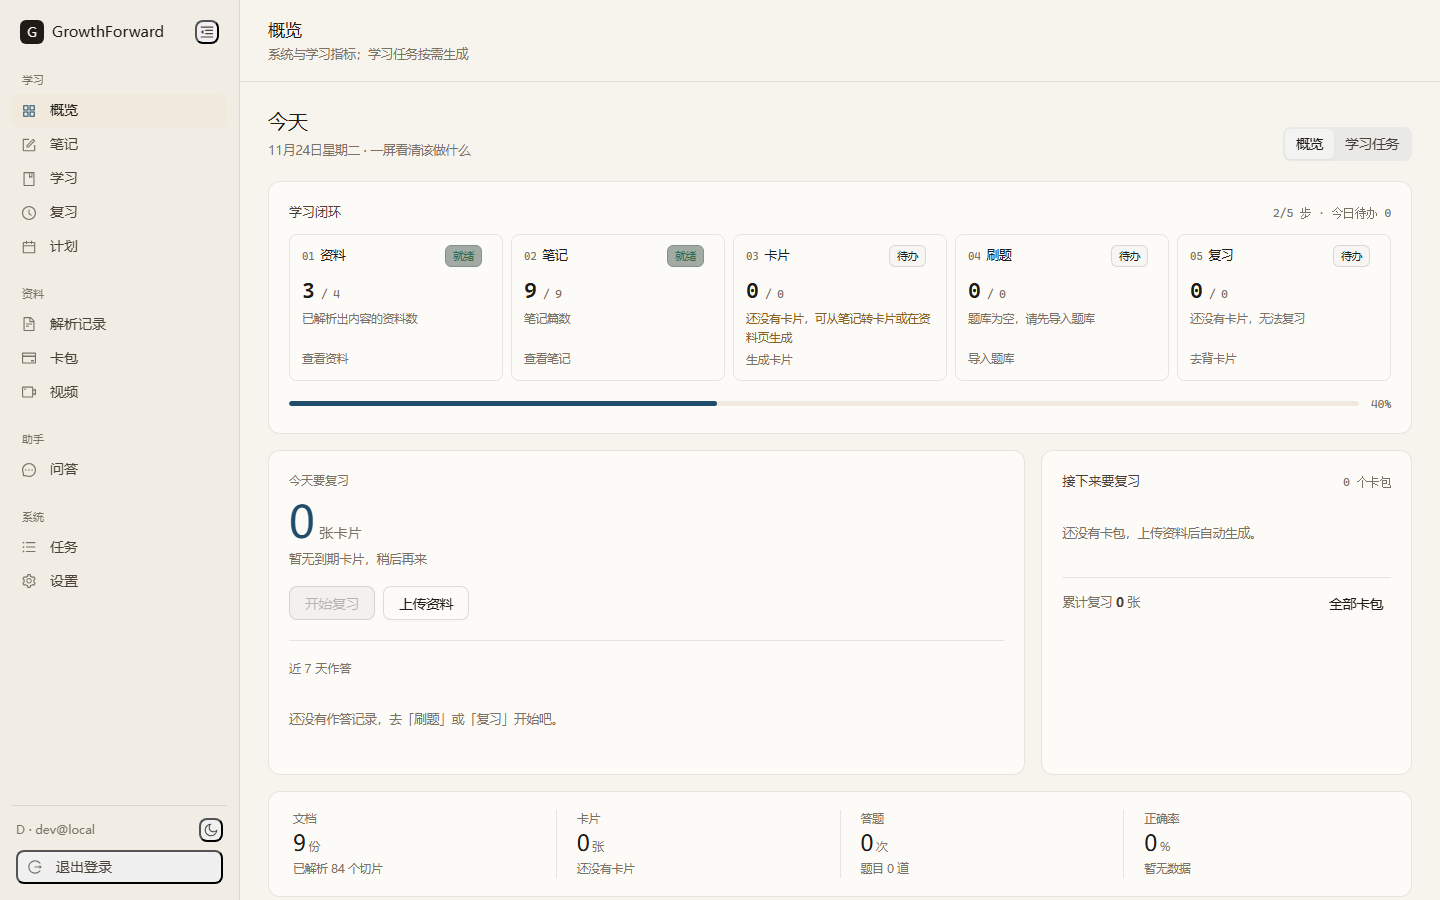 G GrowthForward
学习
概览
笔记
学习
复习
计划
资料
解析记录
卡包
视频
助手
问答
系统
任务
设置
D · dev@local
退出登录
概览
系统与学习指标；学习任务按需生成
今天
11月24日星期二 · 一屏看清该做什么
概览 学习任务
学习闭环
2/5 步 · 今日待办 0
01 资料 就绪
3 / 4
已解析出内容的资料数
查看资料
02 笔记 就绪
9 / 9
笔记篇数
查看笔记
03 卡片 待办
0 / 0
还没有卡片，可从笔记转卡片或在资
料页生成
生成卡片
04 刷题 待办
0 / 0
题库为空，请先导入题库
导入题库
05 复习 待办
0 / 0
还没有卡片，无法复习
去背卡片
40%
今天要复习
0 张卡片
暂无到期卡片，稍后再来
开始复习 上传资料
近 7 天作答
还没有作答记录，去「刷题」或「复习」开始吧。
接下来要复习
0 个卡包
还没有卡包，上传资料后自动生成。
累计复习 0 张
全部卡包
文档
9 份
已解析 84 个切片
卡片
0 张
还没有卡片
答题
0 次
题目 0 道
正确率
0 %
暂无数据